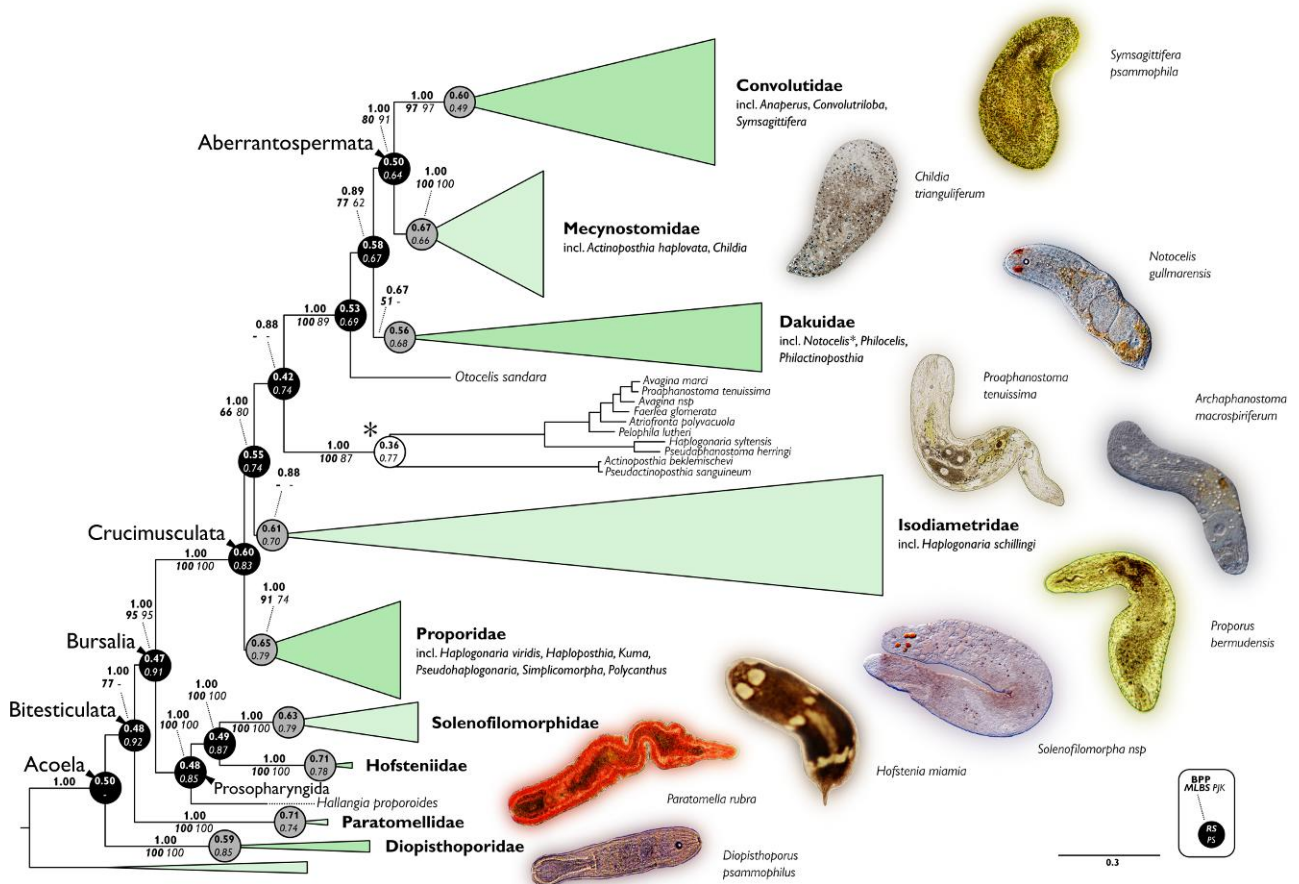 Symsagittifera
psammophila
1.00
97 97
0.60
0.49
Convolutidae
incl. Anaperus, Convolutriloba,
Symsagittifera
1.00
80 91
Aberrantospermata
0.50
0.64
1.00
100 100
Childia
trianguliferum
0.89
77 62
0.67
0.66
Mecynostomidae
incl. Actinoposthia haplovata, Childia
0.58
0.67
Notocelis
gullmarensis
0.67
51 -
1.00
100 89
0.53
0.69
0.56
0.68
Dakuidae
incl. Notocelis*, Philocelis,
Philactinoposthia
0.88
- -
0.42
0.74
Otocelis sandara
Proaphanostoma
tenuissima
Archaphanostoma
macrospiriferum
Avagina marci
Proaphanostoma tenuissima
Avagina nsp
Faerlea glomerata
Atriofronta polyvacuola
Pelophila lutheri
Haplogonaria syltensis
Pseudaphanostoma herringi
Actinoposthia beklemischevi
Pseudactinoposthia sanguineum
1.00
66 80
*
1.00
100 87
0.36
0.77
0.55
0.74
0.88
- -
Crucimusculata
0.61
0.70
Isodiametridae
incl. Haplogonaria schillingi
1.00
100 100
0.60
0.83
1.00
91 74
Proporus
bermudensis
1.00
95 95
Bursalia
0.47
0.91
0.65
0.79
Proporidae
incl. Haplogonaria viridis, Haploposthia, Kuma,
Pseudohaplogonaria, Simplicomorpha, Polycanthus
1.00
77 -
1.00
100 100
Bitesticulata
0.48
0.92
1.00
100 100
1.00
100 100
0.63
0.79
Solenofilomorphidae
0.49
0.87
Solenofilomorpha nsp
Acoela
1.00
0.50
-
0.48
0.85
1.00
100 100
0.71
0.78
Hofsteniidae
Hofstenia miamia
Prosopharyngida
Hallangia proporoides
Paratomella rubra
1.00
100 100
0.71
0.74
Paratomellidae
1.00
100 100
0.59
0.85
Diopisthoporidae
Diopisthoporus
psammophilus
0.3
BPP
MLBS PJK
RS
PS